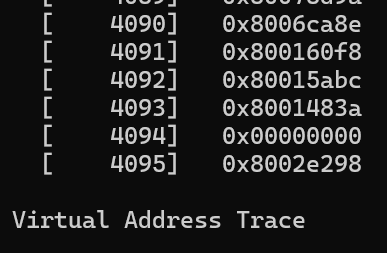 [    4090]   0x8006ca8e
[    4091]   0x800160f8
[    4092]   0x80015abc
[    4093]   0x8001483a
[    4094]   0x00000000
[    4095]   0x8002e298
Virtual Address Trace